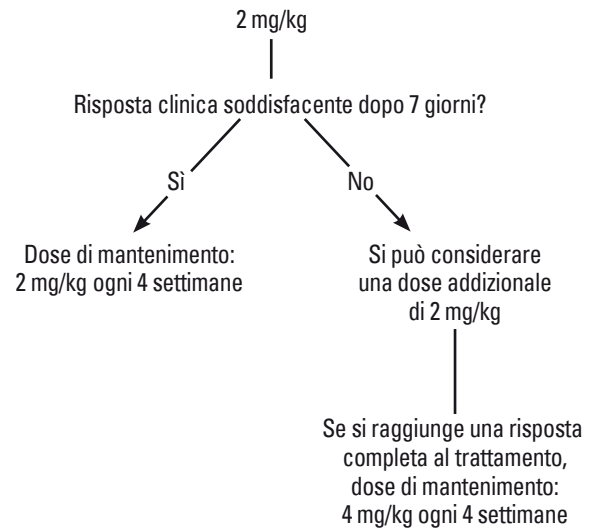 2 mg/kg
Risposta clinica soddisfacente dopo 7 giorni?
Sì
No
Dose di mantenimento:
2 mg/kg ogni 4 settimane
Si può considerare
una dose addizionale
di 2 mg/kg
Se si raggiunge una risposta
completa al trattamento,
dose di mantenimento:
4 mg/kg ogni 4 settimane